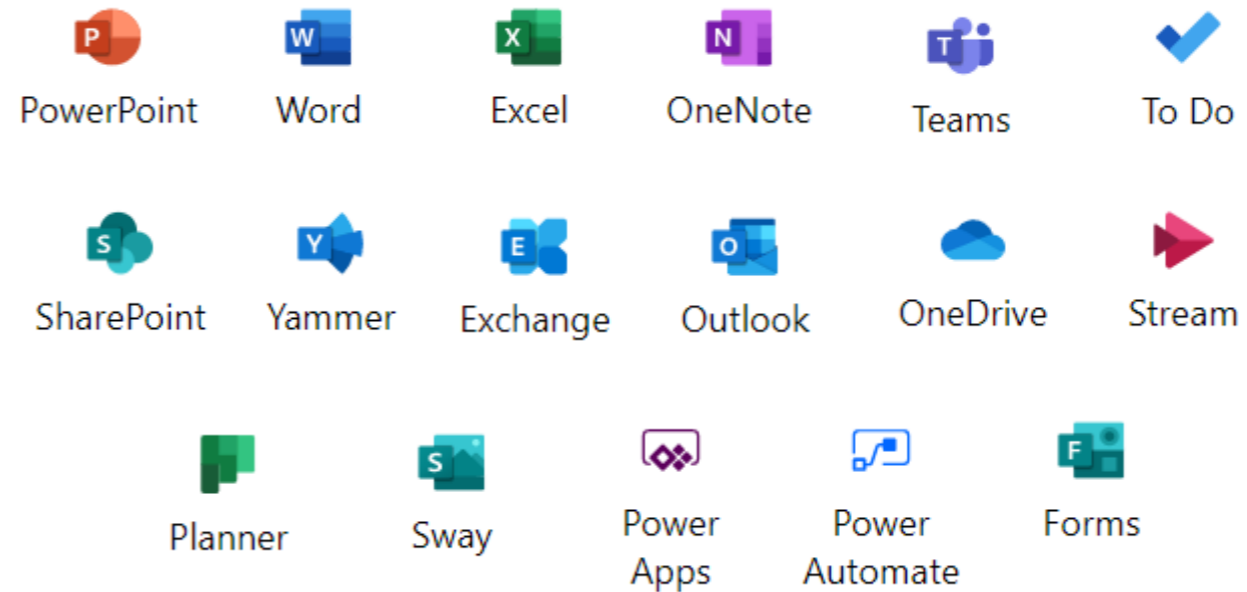 P W X N T
PowerPoint Word Excel OneNote Teams To Do
S Y E O
SharePoint Yammer Exchange Outlook OneDrive Stream
S F
Planner Sway Power Apps Power Automate Forms